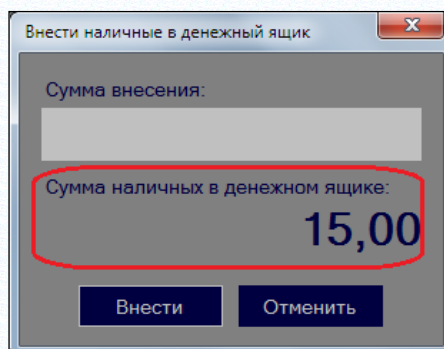 Внести наличные в денежный ящик
Сумма внесения:
Сумма наличных в денежном ящике:
15,00
Внести Отменить